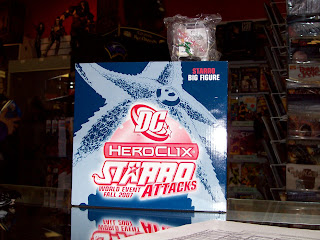 STARRO
BIG FIGURE
DC
HEROCLIX
STARRO
ATTACKS
WORLD EVENT
FALL 2007